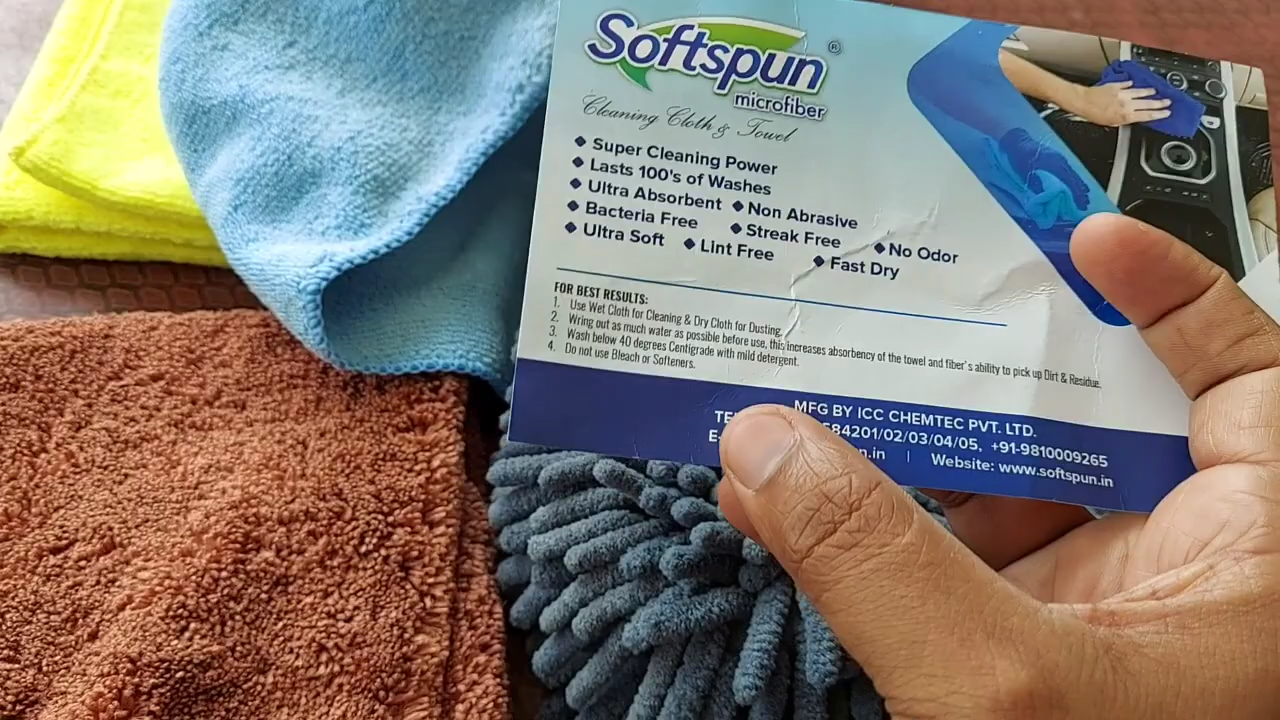 Softspun ®
microfiber
Cleaning Cloth & Towel
◆ Super Cleaning Power
◆ Lasts 100's of Washes
◆ Ultra Absorbent ◆ Non Abrasive
◆ Bacteria Free ◆ Streak Free ◆ No Odor
◆ Ultra Soft ◆ Lint Free ◆ Fast Dry
FOR BEST RESULTS:
1. Use Wet Cloth for Cleaning & Dry Cloth for Dusting.
2. Wring out as much water as possible before use, this increases absorbency of the towel and fiber's ability to pick up Dirt & Residue.
3. Wash below 40 degrees Centigrade with mild detergent.
4. Do not use Bleach or Softeners.
MFG BY ICC CHEMTEC PVT. LTD.
584201/02/03/04/05, +91-9810009265
.in | Website: www.softspun.in